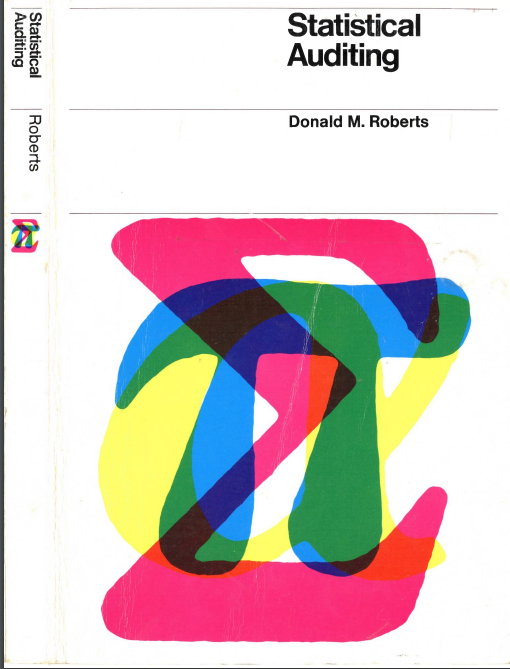 Statistical
Auditing
Roberts
Statistical
Auditing
Donald M. Roberts